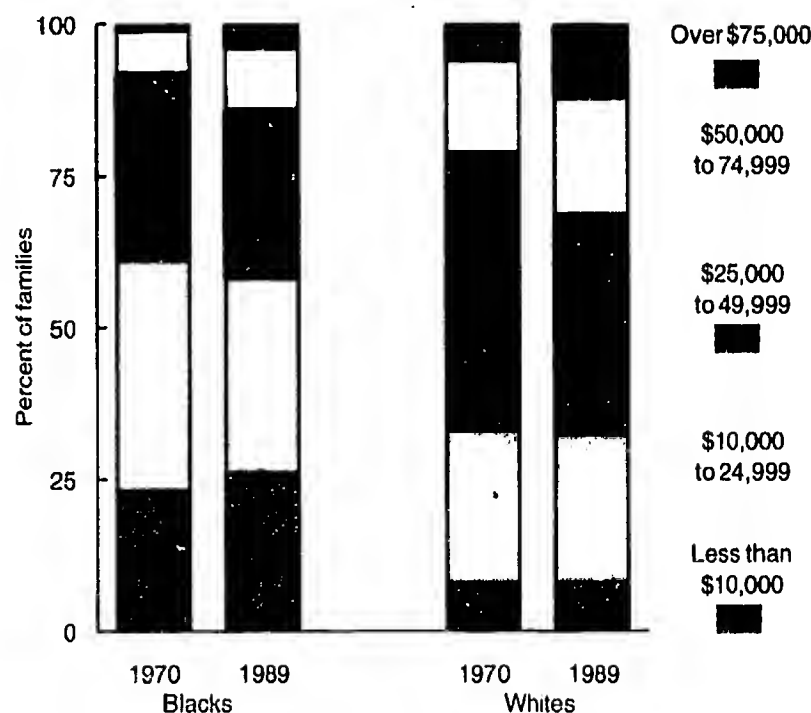 100
75
50
25
0
Percent of families
1970
1989
Blacks
1970
1989
Whites
Over $75,000
$50,000
to 74,999
$25,000
to 49,999
$10,000
to 24,999
Less than
$10,000